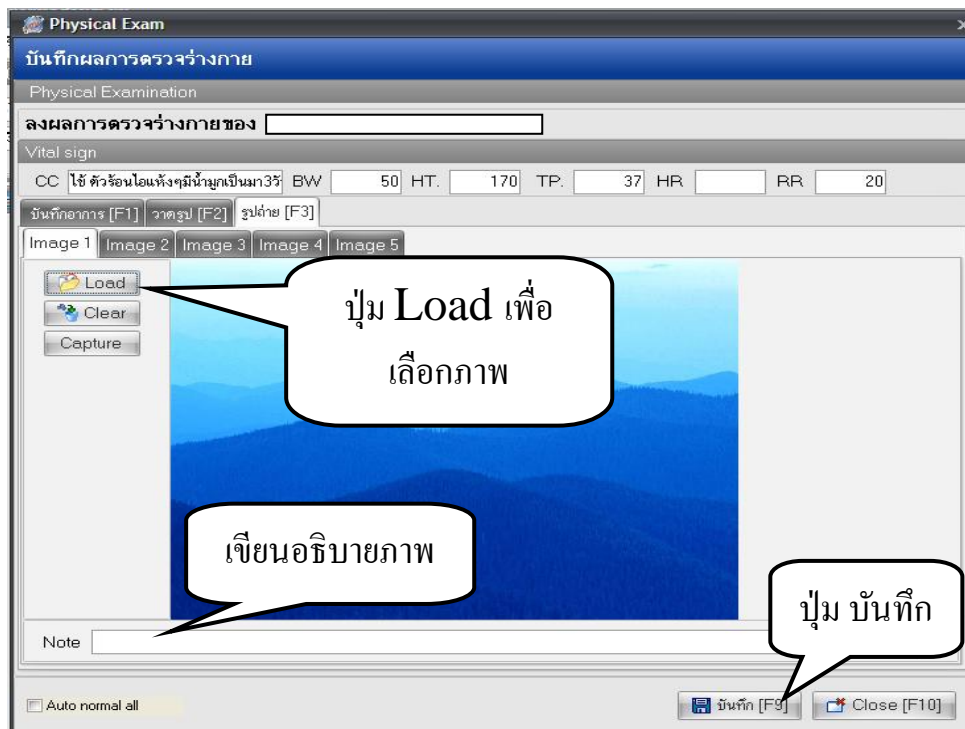 Physical Exam
บันทึกผลการตรวจร่างกาย
Physical Examination
ลงผลการตรวจร่างกายของ
Vital sign
CC ไข้ ตัวร้อนไอแห้งๆมีน้ำมูกเป็นมา3วั BW 50 HT. 170 TP. 37 HR RR 20
บันทึกอาการ [F1] วาดรูป [F2] รูปถ่าย [F3]
Image 1 Image 2 Image 3 Image 4 Image 5
Load
Clear
Capture
ปุ่ม Load เพื่อ
เลือกภาพ
เขียนอธิบายภาพ
ปุ่ม บันทึก
Note
Auto normal all
บันทึก [F9] Close [F10]